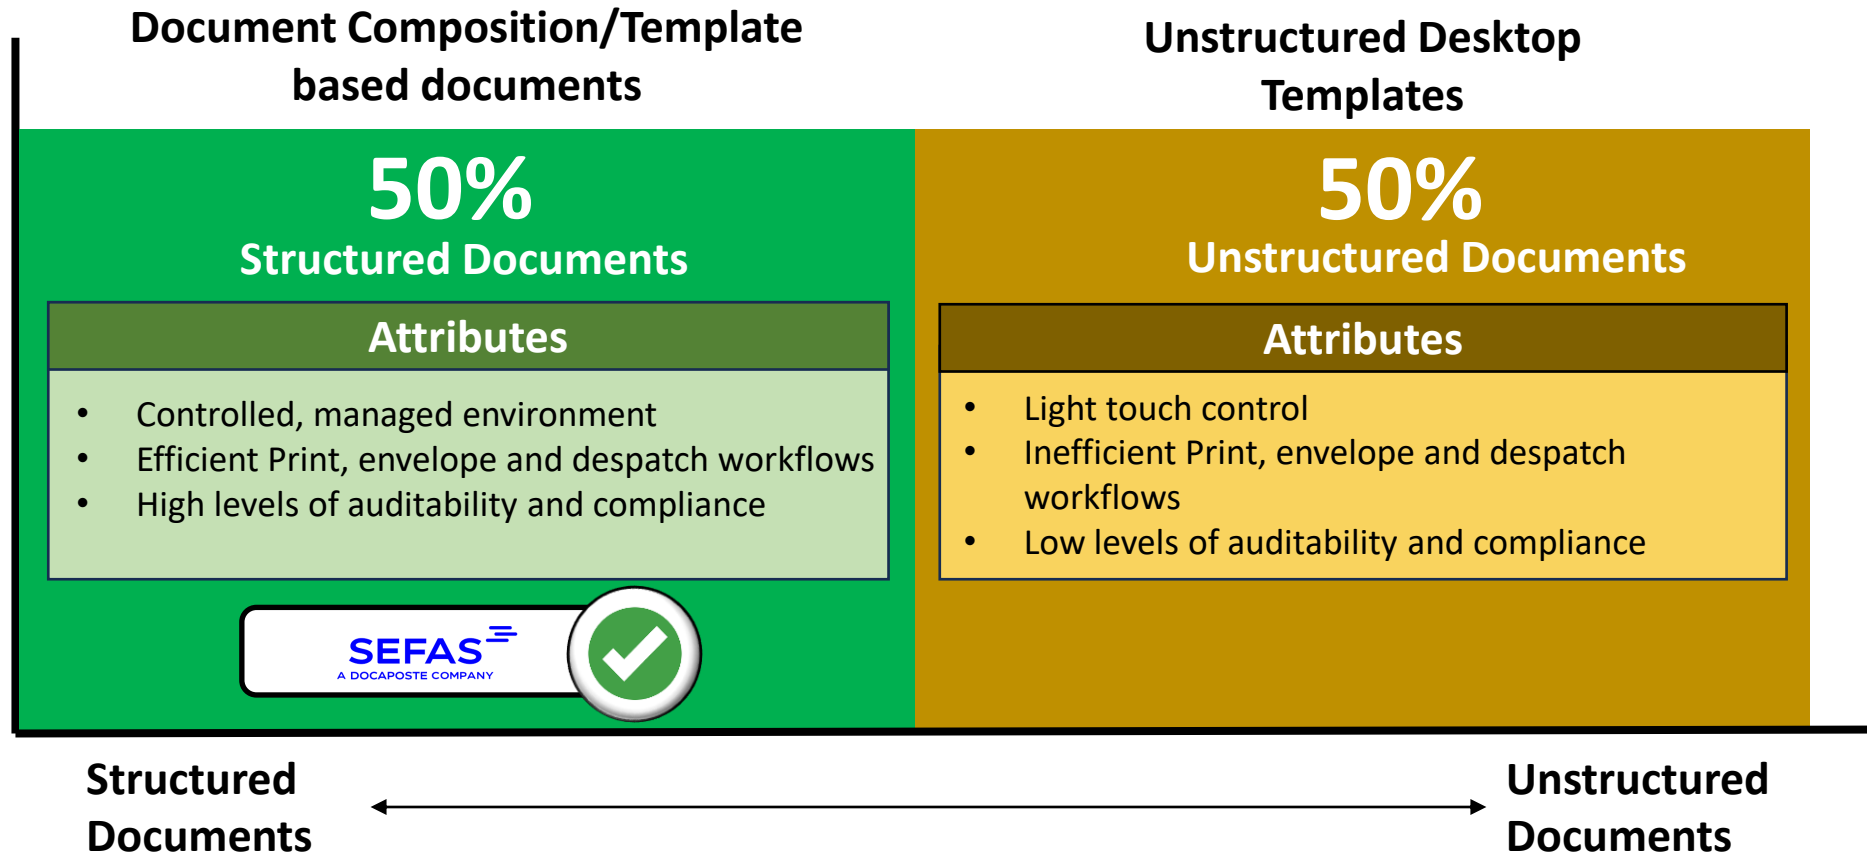 Document Composition/Template
based documents
Unstructured Desktop
Templates
50%
Structured Documents
Attributes
• Controlled, managed environment
• Efficient Print, envelope and despatch workflows
• High levels of auditability and compliance
SEFAS
A DOCAPOSTE COMPANY
50%
Unstructured Documents
Attributes
• Light touch control
• Inefficient Print, envelope and despatch
workflows
• Low levels of auditability and compliance
Structured
Documents
Unstructured
Documents